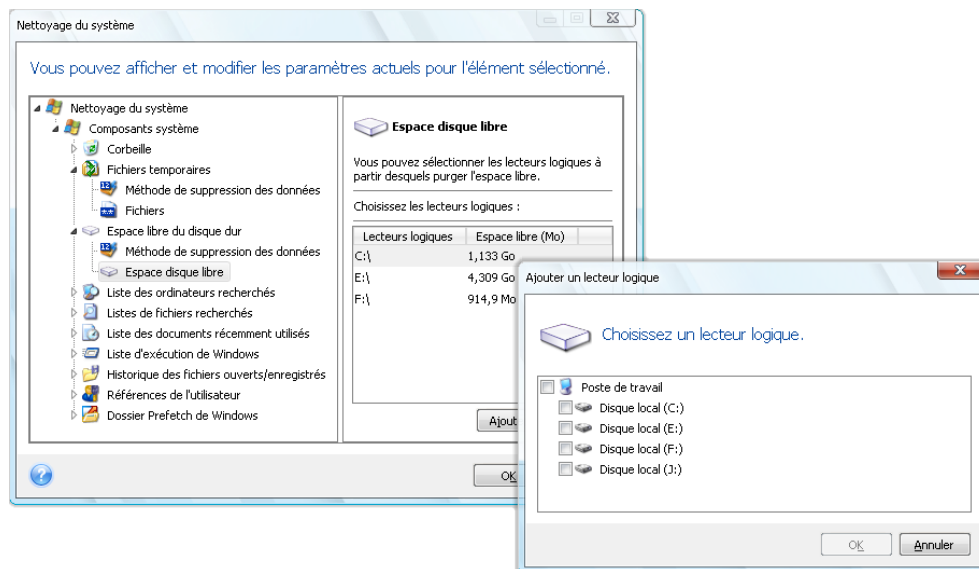 Nettoyage du système
Vous pouvez afficher et modifier les paramètres actuels pour l'élément sélectionné.
Nettoyage du système
Composants système
Corbeille
Fichiers temporaires
Méthode de suppression des données
Fichiers
Espace libre du disque dur
Méthode de suppression des données
Espace disque libre
Liste des ordinateurs recherchés
Listes de fichiers recherchés
Liste des documents récemment utilisés
Liste d'exécution de Windows
Historique des fichiers ouverts/enregistrés
Références de l'utilisateur
Dossier Prefetch de Windows
Espace disque libre
Vous pouvez sélectionner les lecteurs logiques à
partir desquels purger l'espace libre.
Choisissez les lecteurs logiques :
Lecteurs logiques Espace libre (Mo)
C:\ 1,133 Go
E:\ 4,309 Go
F:\ 914,9 Mo
Ajout
OK
Ajouter un lecteur logique
Choisissez un lecteur logique.
Poste de travail
Disque local (C:)
Disque local (E:)
Disque local (F:)
Disque local (J:)
OK Annuler